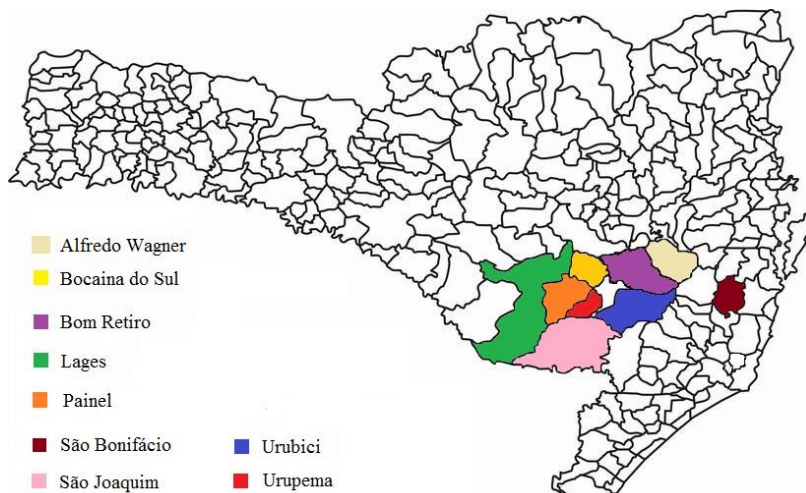 Alfredo Wagner
Bocaina do Sul
Bom Retiro
Lages
Painel
São Bonifácio
São Joaquim
Urubici
Urupema